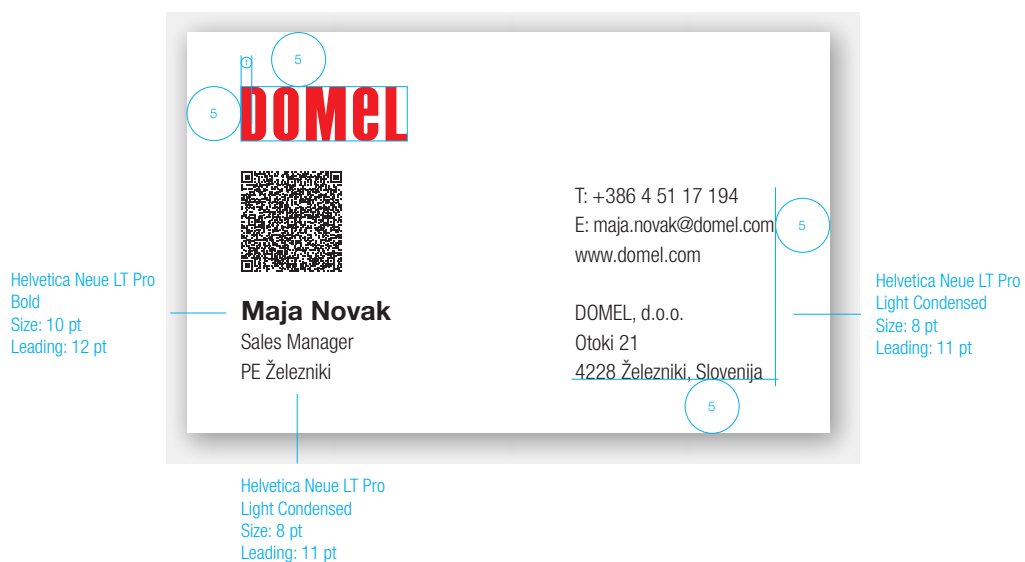 1
5
5
DOMEL
T: +386 4 51 17 194
E: maja.novak@domel.com
5
www.domel.com
Helvetica Neue LT Pro
Bold
Size: 10 pt
Leading: 12 pt
Maja Novak
Sales Manager
PE Železniki
DOMEL, d.o.o.
Otoki 21
4228 Železniki, Slovenija
5
Helvetica Neue LT Pro
Light Condensed
Size: 8 pt
Leading: 11 pt
Helvetica Neue LT Pro
Light Condensed
Size: 8 pt
Leading: 11 pt